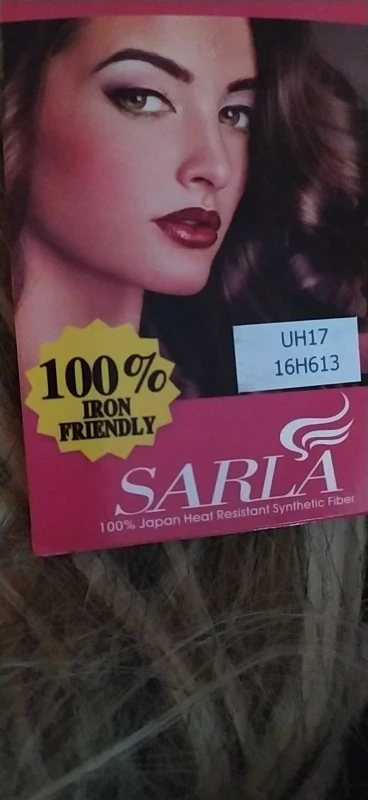 UH17
16H613
100%
IRON
FRIENDLY
SARLA
100% Japan Heat Resistant Synthetic Fiber